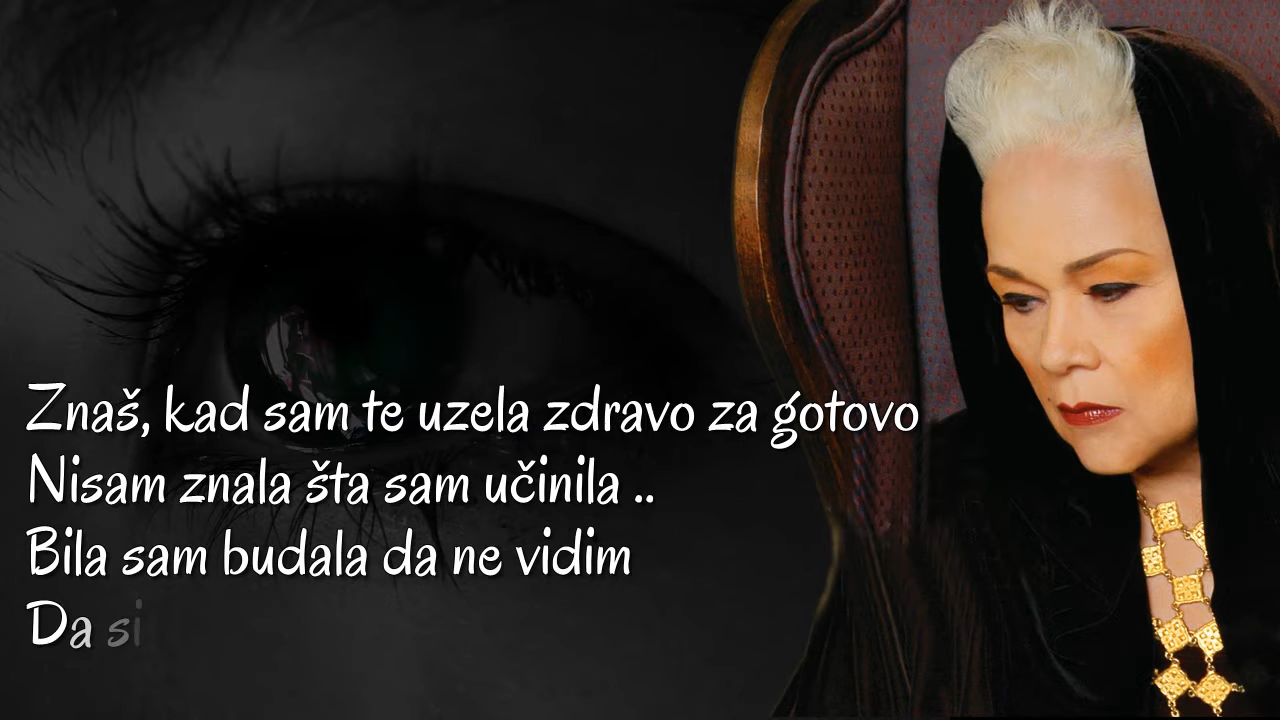 Znaš, kad sam te uzela zdravo za gotovo
Nisam znala šta sam učinila ..
Bila sam budala da ne vidim
Da si